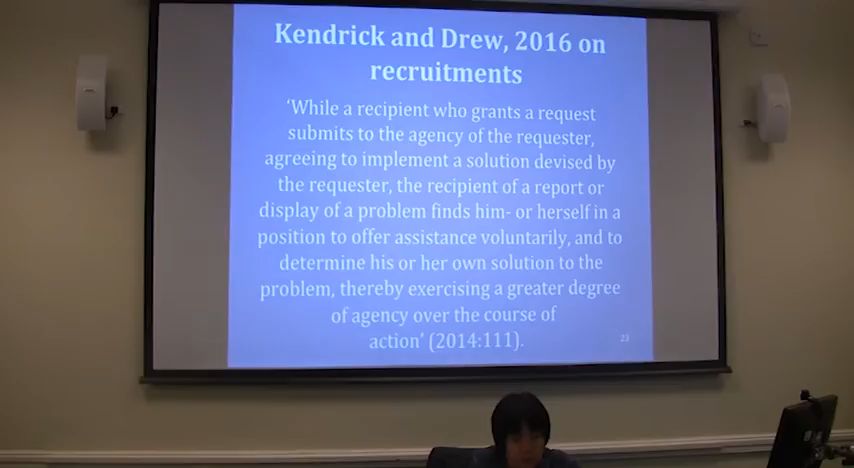 Kendrick and Drew, 2016 on
recruitments
‘While a recipient who grants a request
submits to the agency of the requester,
agreeing to implement a solution devised by
the requester, the recipient of a report or
display of a problem finds him- or herself in a
position to offer assistance voluntarily, and to
determine his or her own solution to the
problem, thereby exercising a greater degree
of agency over the course of
action’ (2014:111).
23